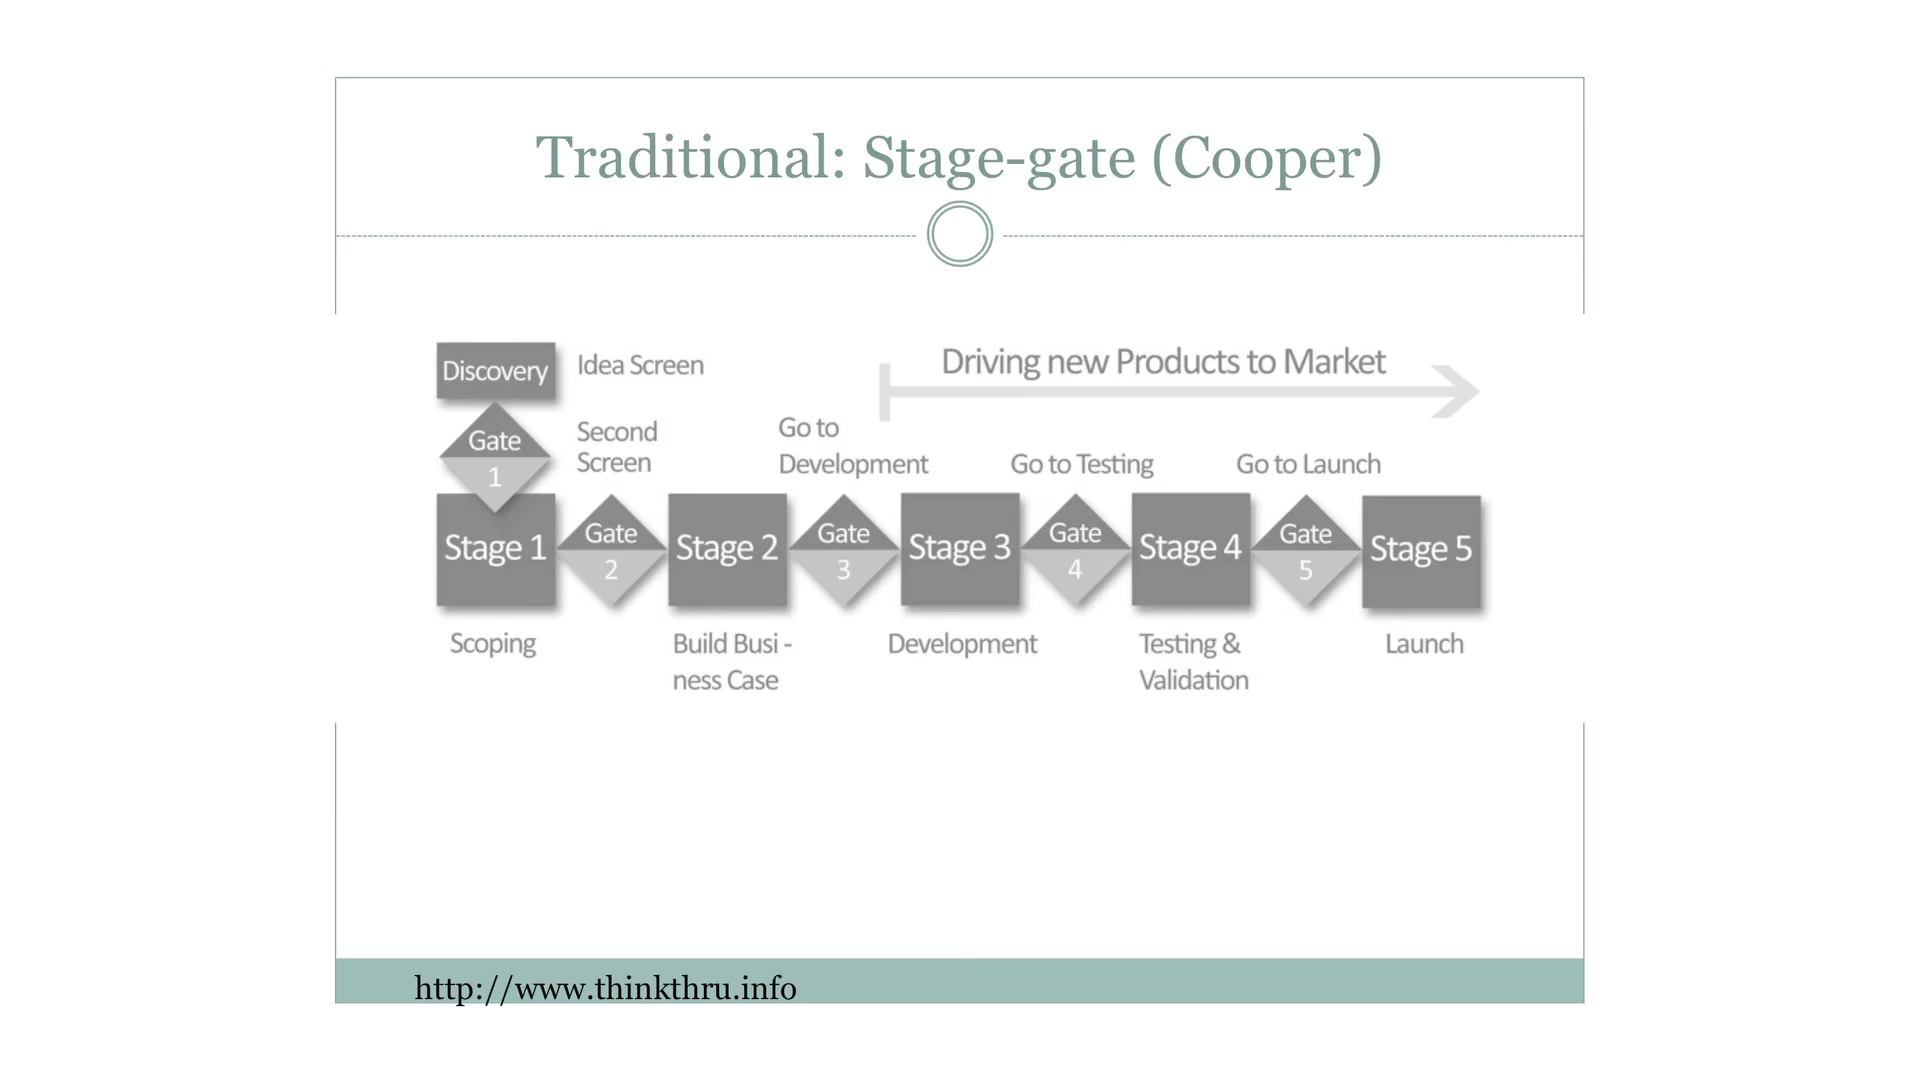 Traditional: Stage-gate (Cooper)
Discovery
Idea Screen
Driving new Products to Market
Gate
1
Second
Screen
Go to
Development
Go to Testing
Go to Launch
Stage 1
Gate
2
Stage 2
Gate
3
Stage 3
Gate
4
Stage 4
Gate
5
Stage 5
Scoping
Build Busi -
ness Case
Development
Testing &
Validation
Launch
http://www.thinkthru.info